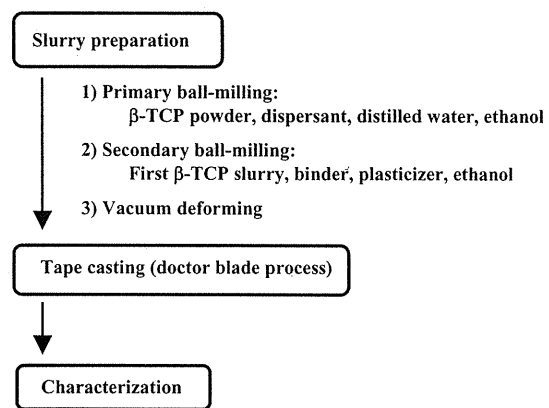 Slurry preparation
1) Primary ball-milling:
β-TCP powder, dispersant, distilled water, ethanol
2) Secondary ball-milling:
First β-TCP slurry, binder, plasticizer, ethanol
3) Vacuum deforming
Tape casting (doctor blade process)
Characterization